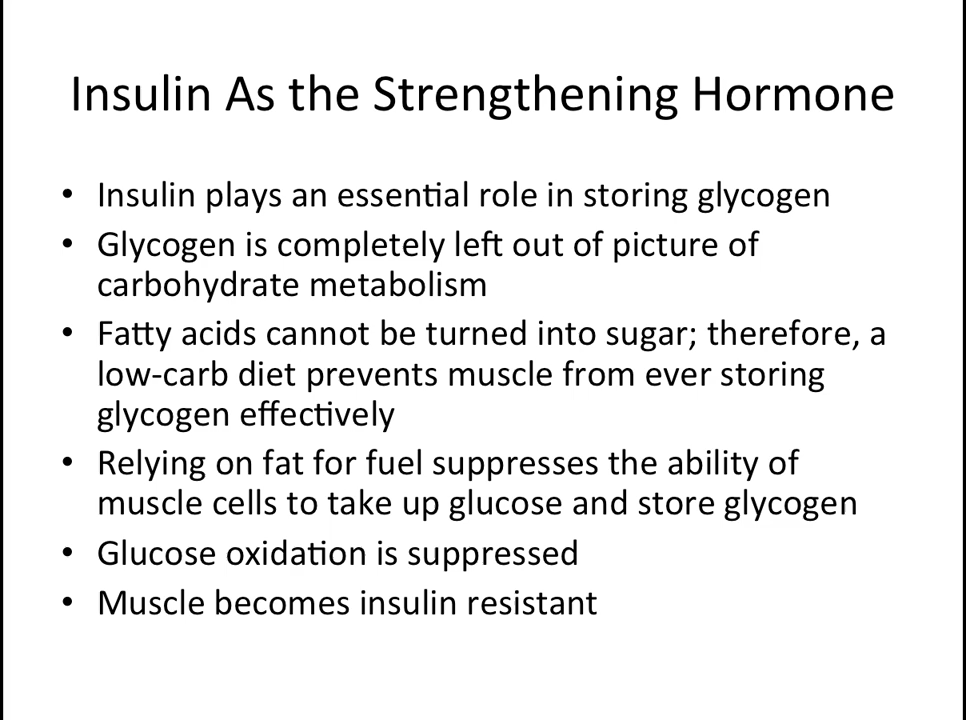 Insulin As the Strengthening Hormone
• Insulin plays an essential role in storing glycogen
• Glycogen is completely left out of picture of
carbohydrate metabolism
• Fatty acids cannot be turned into sugar; therefore, a
low-carb diet prevents muscle from ever storing
glycogen effectively
• Relying on fat for fuel suppresses the ability of
muscle cells to take up glucose and store glycogen
• Glucose oxidation is suppressed
• Muscle becomes insulin resistant